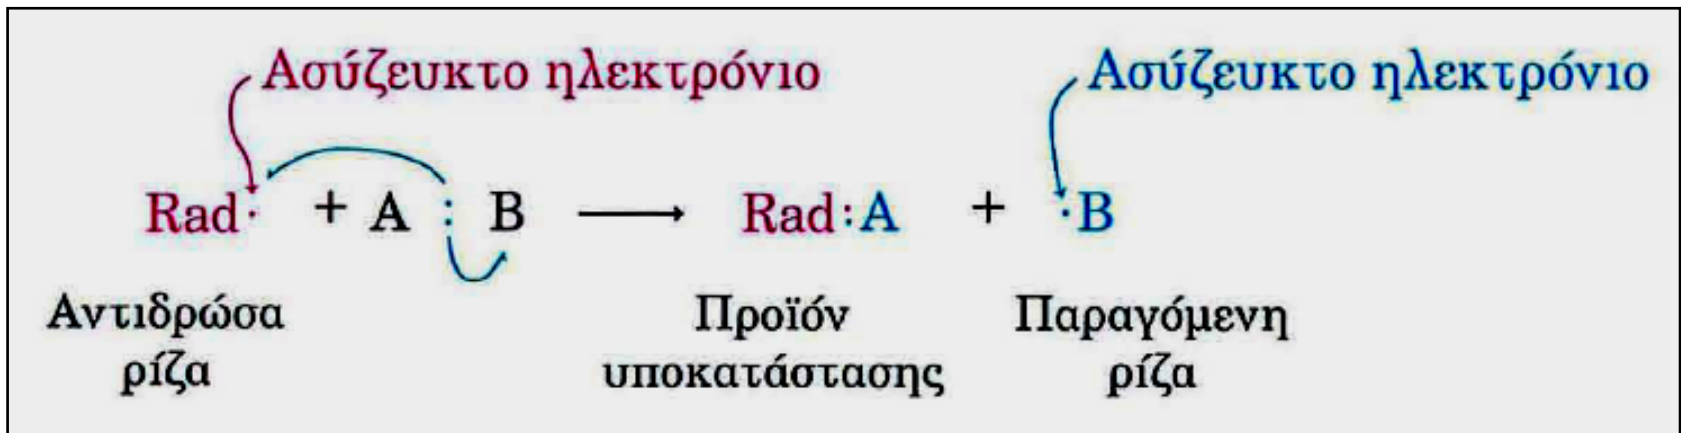 Ασύζευκτο ηλεκτρόνιο Ασύζευκτο ηλεκτρόνιο
Rad· + A : B ⟶ Rad:A + ·B
Αντιδρώσα Προϊόν Παραγόμενη
ρίζα υποκατάστασης ρίζα